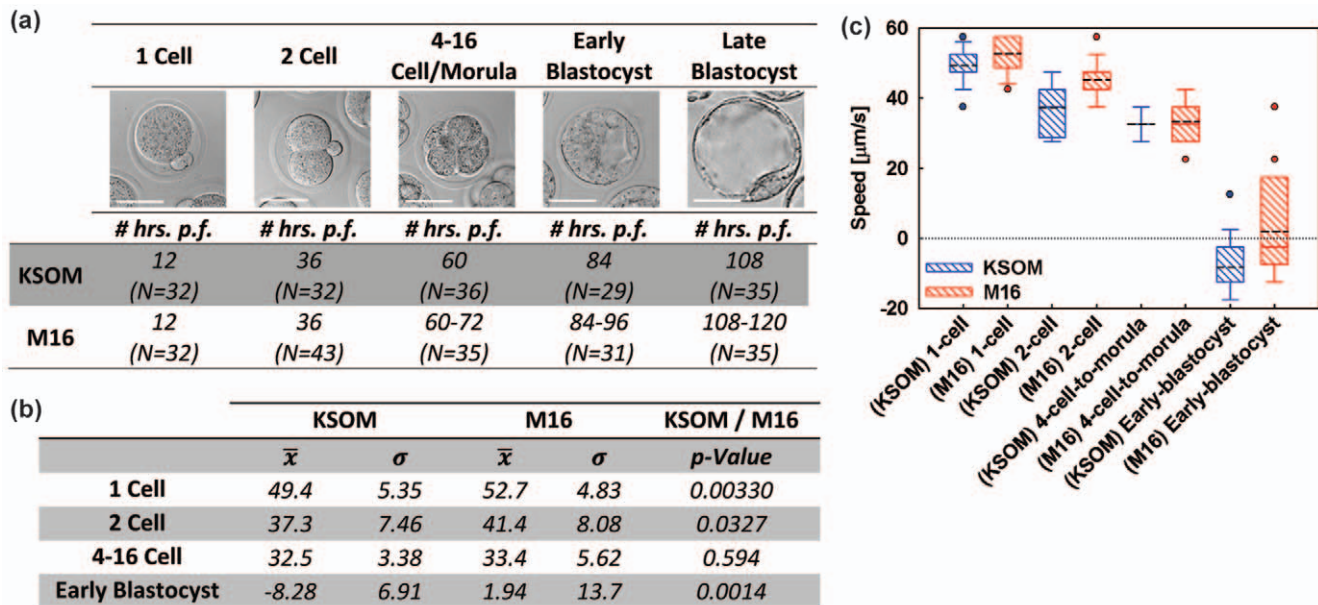 (a)
1 Cell 2 Cell 4-16 Cell/Morula Early Blastocyst Late Blastocyst
# hrs. p.f. # hrs. p.f. # hrs. p.f. # hrs. p.f. # hrs. p.f.
KSOM 12 36 60 84 108
(N=32) (N=32) (N=36) (N=29) (N=35)
M16 12 36 60-72 84-96 108-120
(N=32) (N=43) (N=35) (N=31) (N=35)
(b)
KSOM M16 KSOM / M16
x̅ σ x̅ σ p-Value
1 Cell 49.4 5.35 52.7 4.83 0.00330
2 Cell 37.3 7.46 41.4 8.08 0.0327
4-16 Cell 32.5 3.38 33.4 5.62 0.594
Early Blastocyst -8.28 6.91 1.94 13.7 0.0014
(c)
Speed [µm/s]
60
40
20
0
-20
KSOM
M16
(KSOM) 1-cell
(M16) 1-cell
(KSOM) 2-cell
(M16) 2-cell
(KSOM) 4-cell-to-morula
(M16) 4-cell-to-morula
(KSOM) Early-blastocyst
(M16) Early-blastocyst